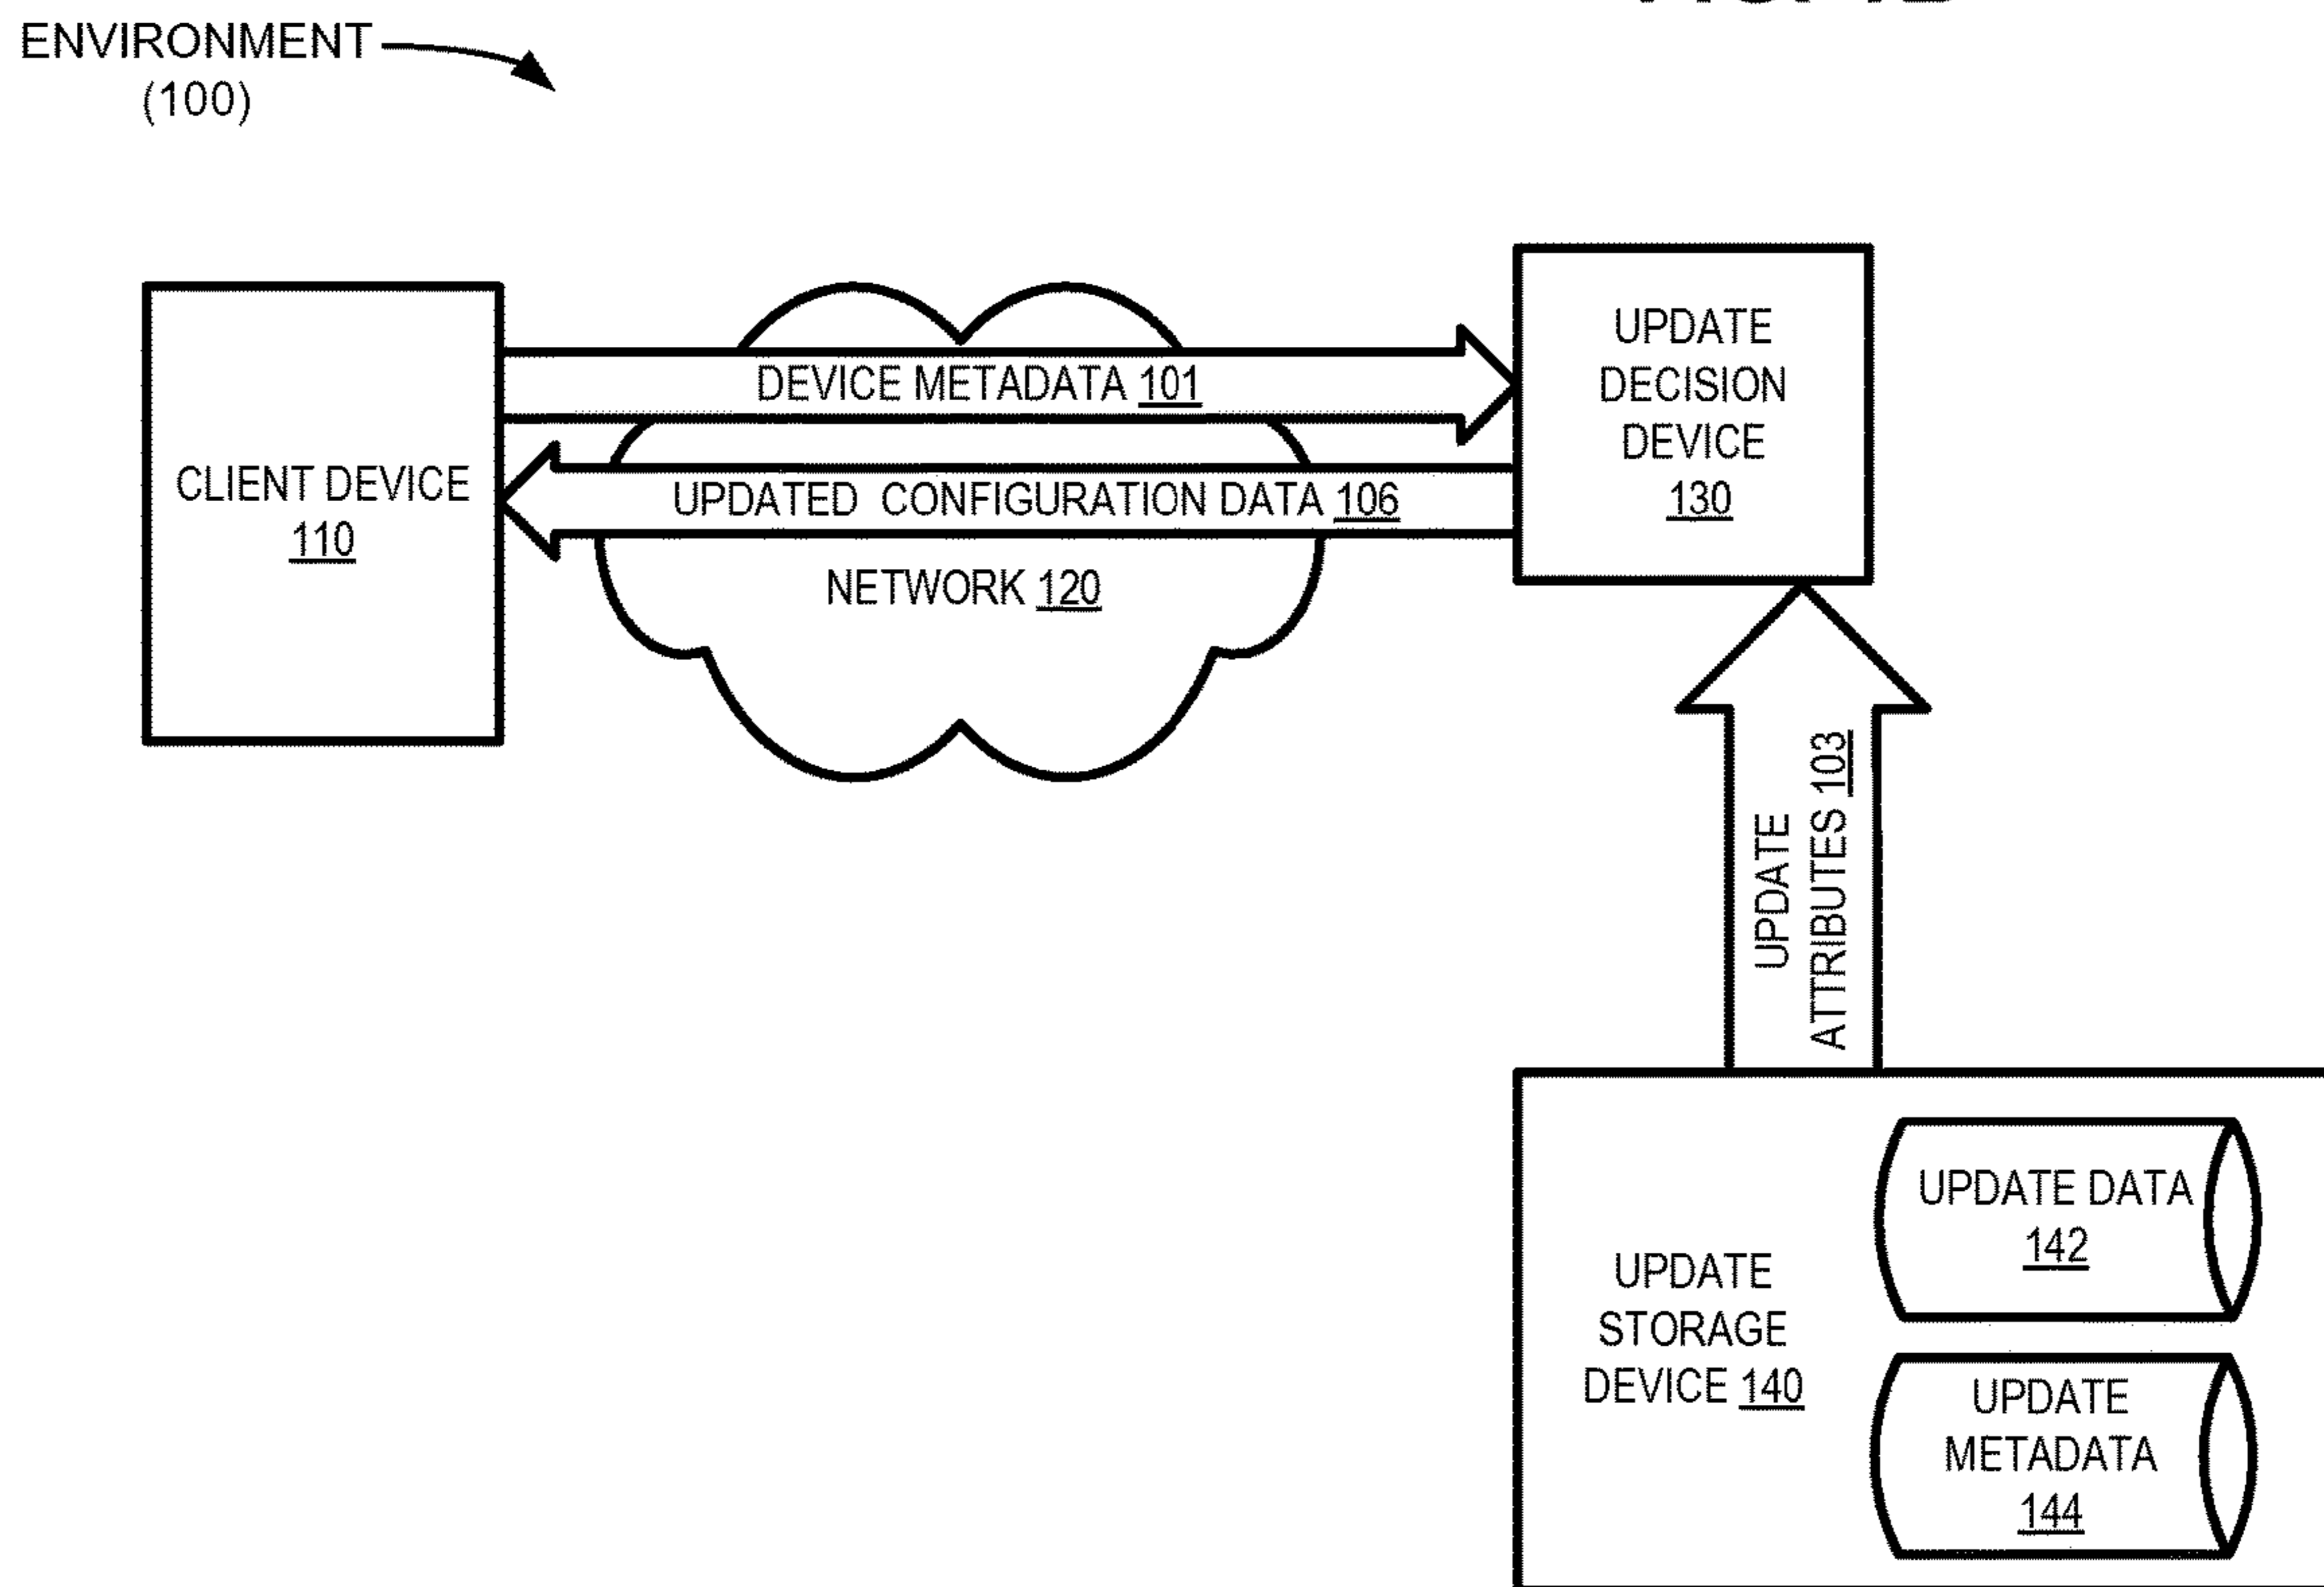 ENVIRONMENT
(100)
DEVICE METADATA 101
UPDATED CONFIGURATION DATA 106
NETWORK 120
CLIENT DEVICE
110
UPDATE
DECISION
DEVICE
130
UPDATE
ATTRIBUTES 103
UPDATE
STORAGE
DEVICE 140
UPDATE DATA
142
UPDATE
METADATA
144